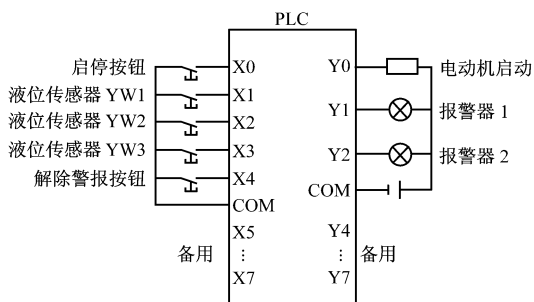 PLC
启停按钮 X0 Y0 电动机启动
液位传感器 YW1 X1 Y1 报警器 1
液位传感器 YW2 X2
液位传感器 YW3 X3 Y2 报警器 2
解除警报按钮 X4
COM
COM
备用 X5 Y4 备用
⋮ ⋮
X7 Y7